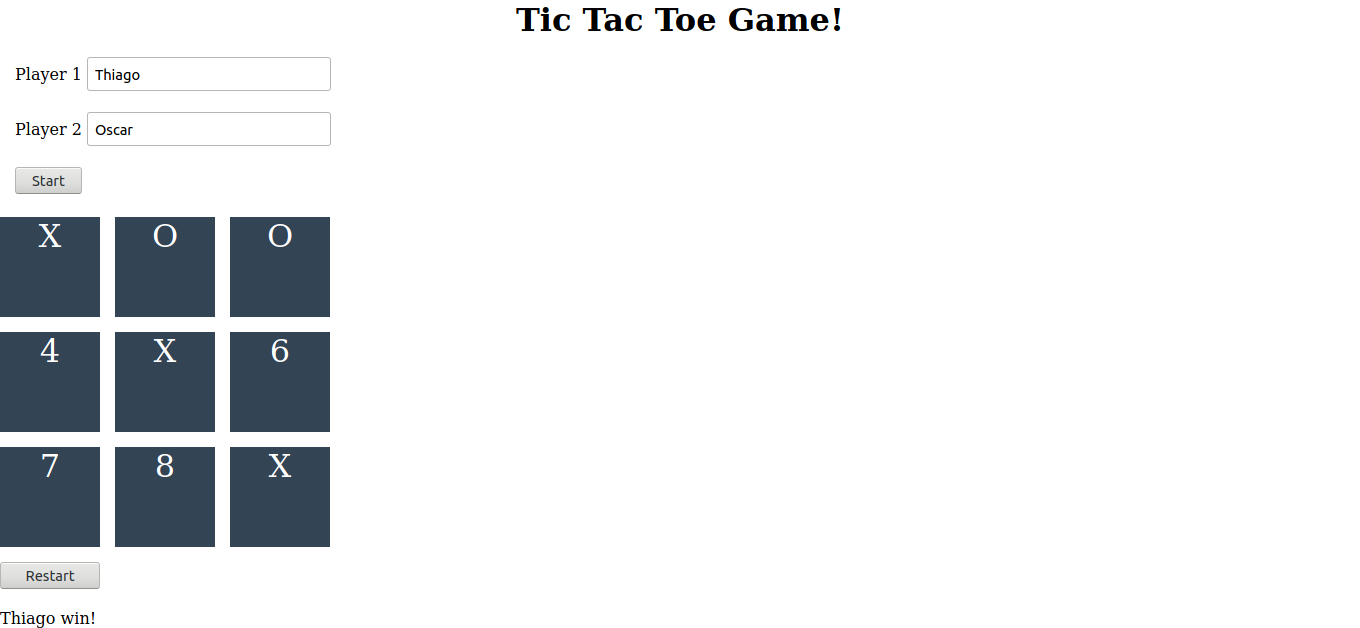 Tic Tac Toe Game!
Player 1 Thiago
Player 2 Oscar
Start
X O O
4 X 6
7 8 X
Restart
Thiago win!